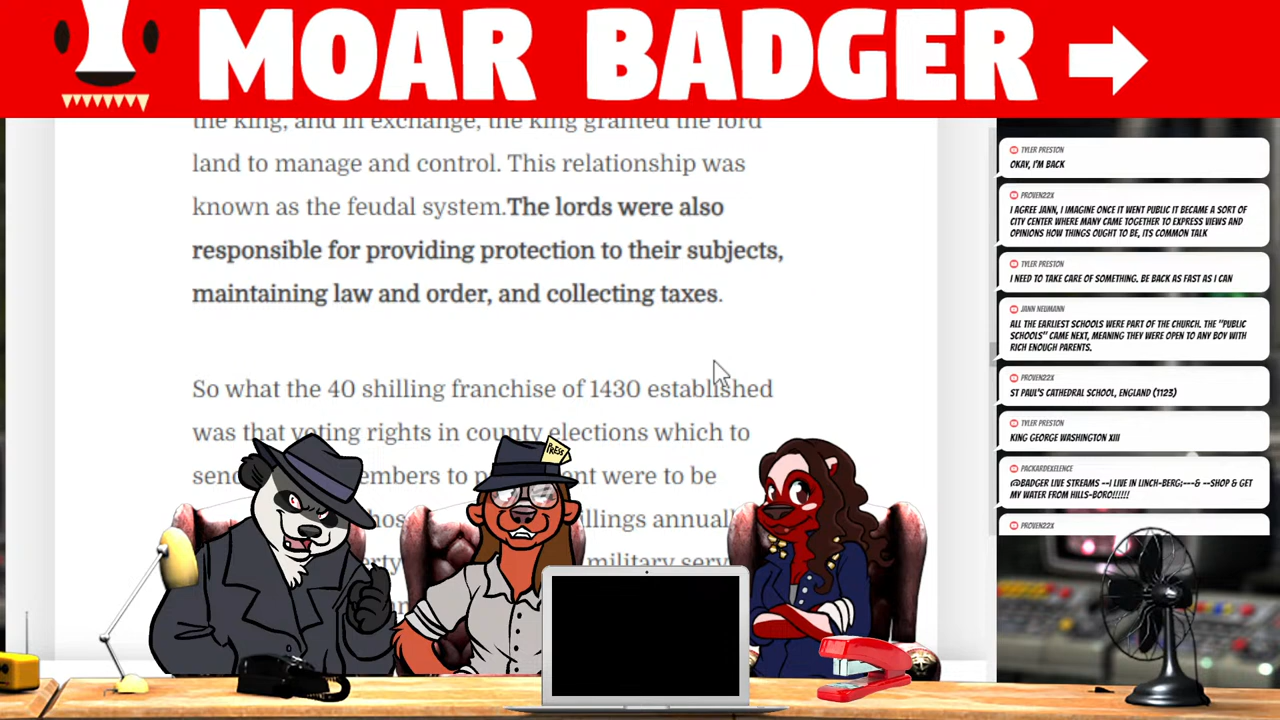 MOAR BADGER
the king, and in exchange, the king granted the lord
land to manage and control. This relationship was
known as the feudal system.The lords were also
responsible for providing protection to their subjects,
maintaining law and order, and collecting taxes.
So what the 40 shilling franchise of 1430 established
was that voting rights in county elections which to
were to be
annual
military serv
PRESS
TYLER PRESTON
OKAY, I'M BACK
PROVEN22X
I AGREE JANN, I IMAGINE ONCE IT WENT PUBLIC IT BECAME A SORT OF
CITY CENTER WHERE MANY CAME TOGETHER TO EXPRESS VIEWS AND
OPINIONS HOW THINGS OUGHT TO BE, ITS COMMON TALK
TYLER PRESTON
I NEED TO TAKE CARE OF SOMETHING. BE BACK AS FAST AS I CAN
JANN NEUMANN
ALL THE EARLIEST SCHOOLS WERE PART OF THE CHURCH. THE "PUBLIC
SCHOOLS" CAME NEXT, MEANING THEY WERE OPEN TO ANY BOY WITH
RICH ENOUGH PARENTS.
PROVEN22X
ST PAUL'S CATHEDRAL SCHOOL, ENGLAND (1123)
TYLER PRESTON
KING GEORGE WASHINGTON XIII
PACKARDEXELENCE
@BADGER LIVE STREAMS --I LIVE IN LINCH-BERG;---& --SHOP & GET
MY WATER FROM HILLS-BORO!!!!!!
PROVEN22X